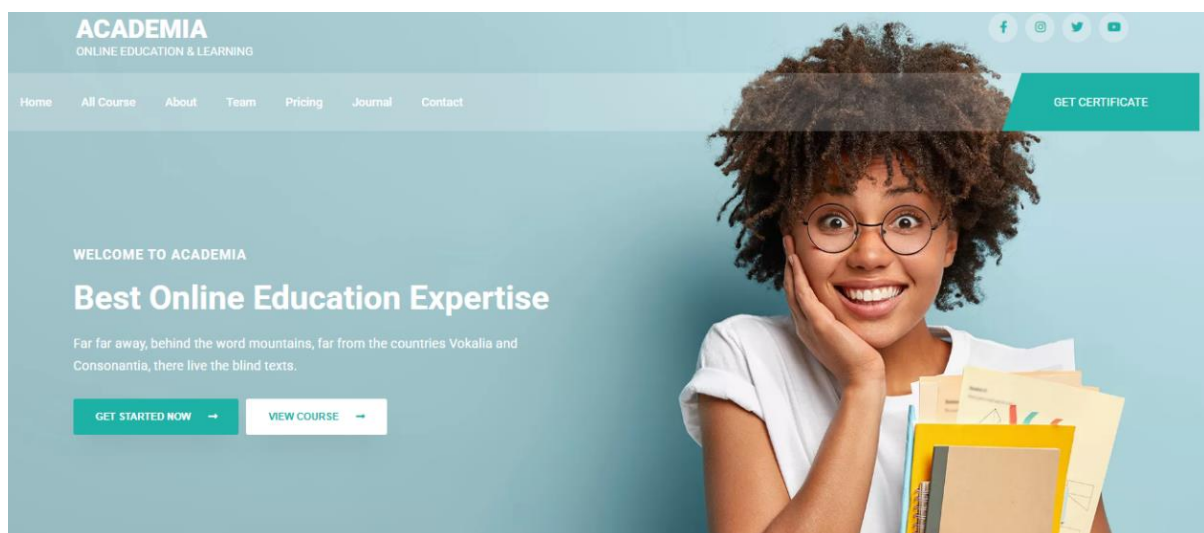 ACADEMIA
ONLINE EDUCATION & LEARNING
Home
All Course
About
Team
Pricing
Journal
Contact
GET CERTIFICATE
WELCOME TO ACADEMIA
Best Online Education Expertise
Far far away, behind the word mountains, far from the countries Vokalia and
Consonantia, there live the blind texts.
GET STARTED NOW →
VIEW COURSE →